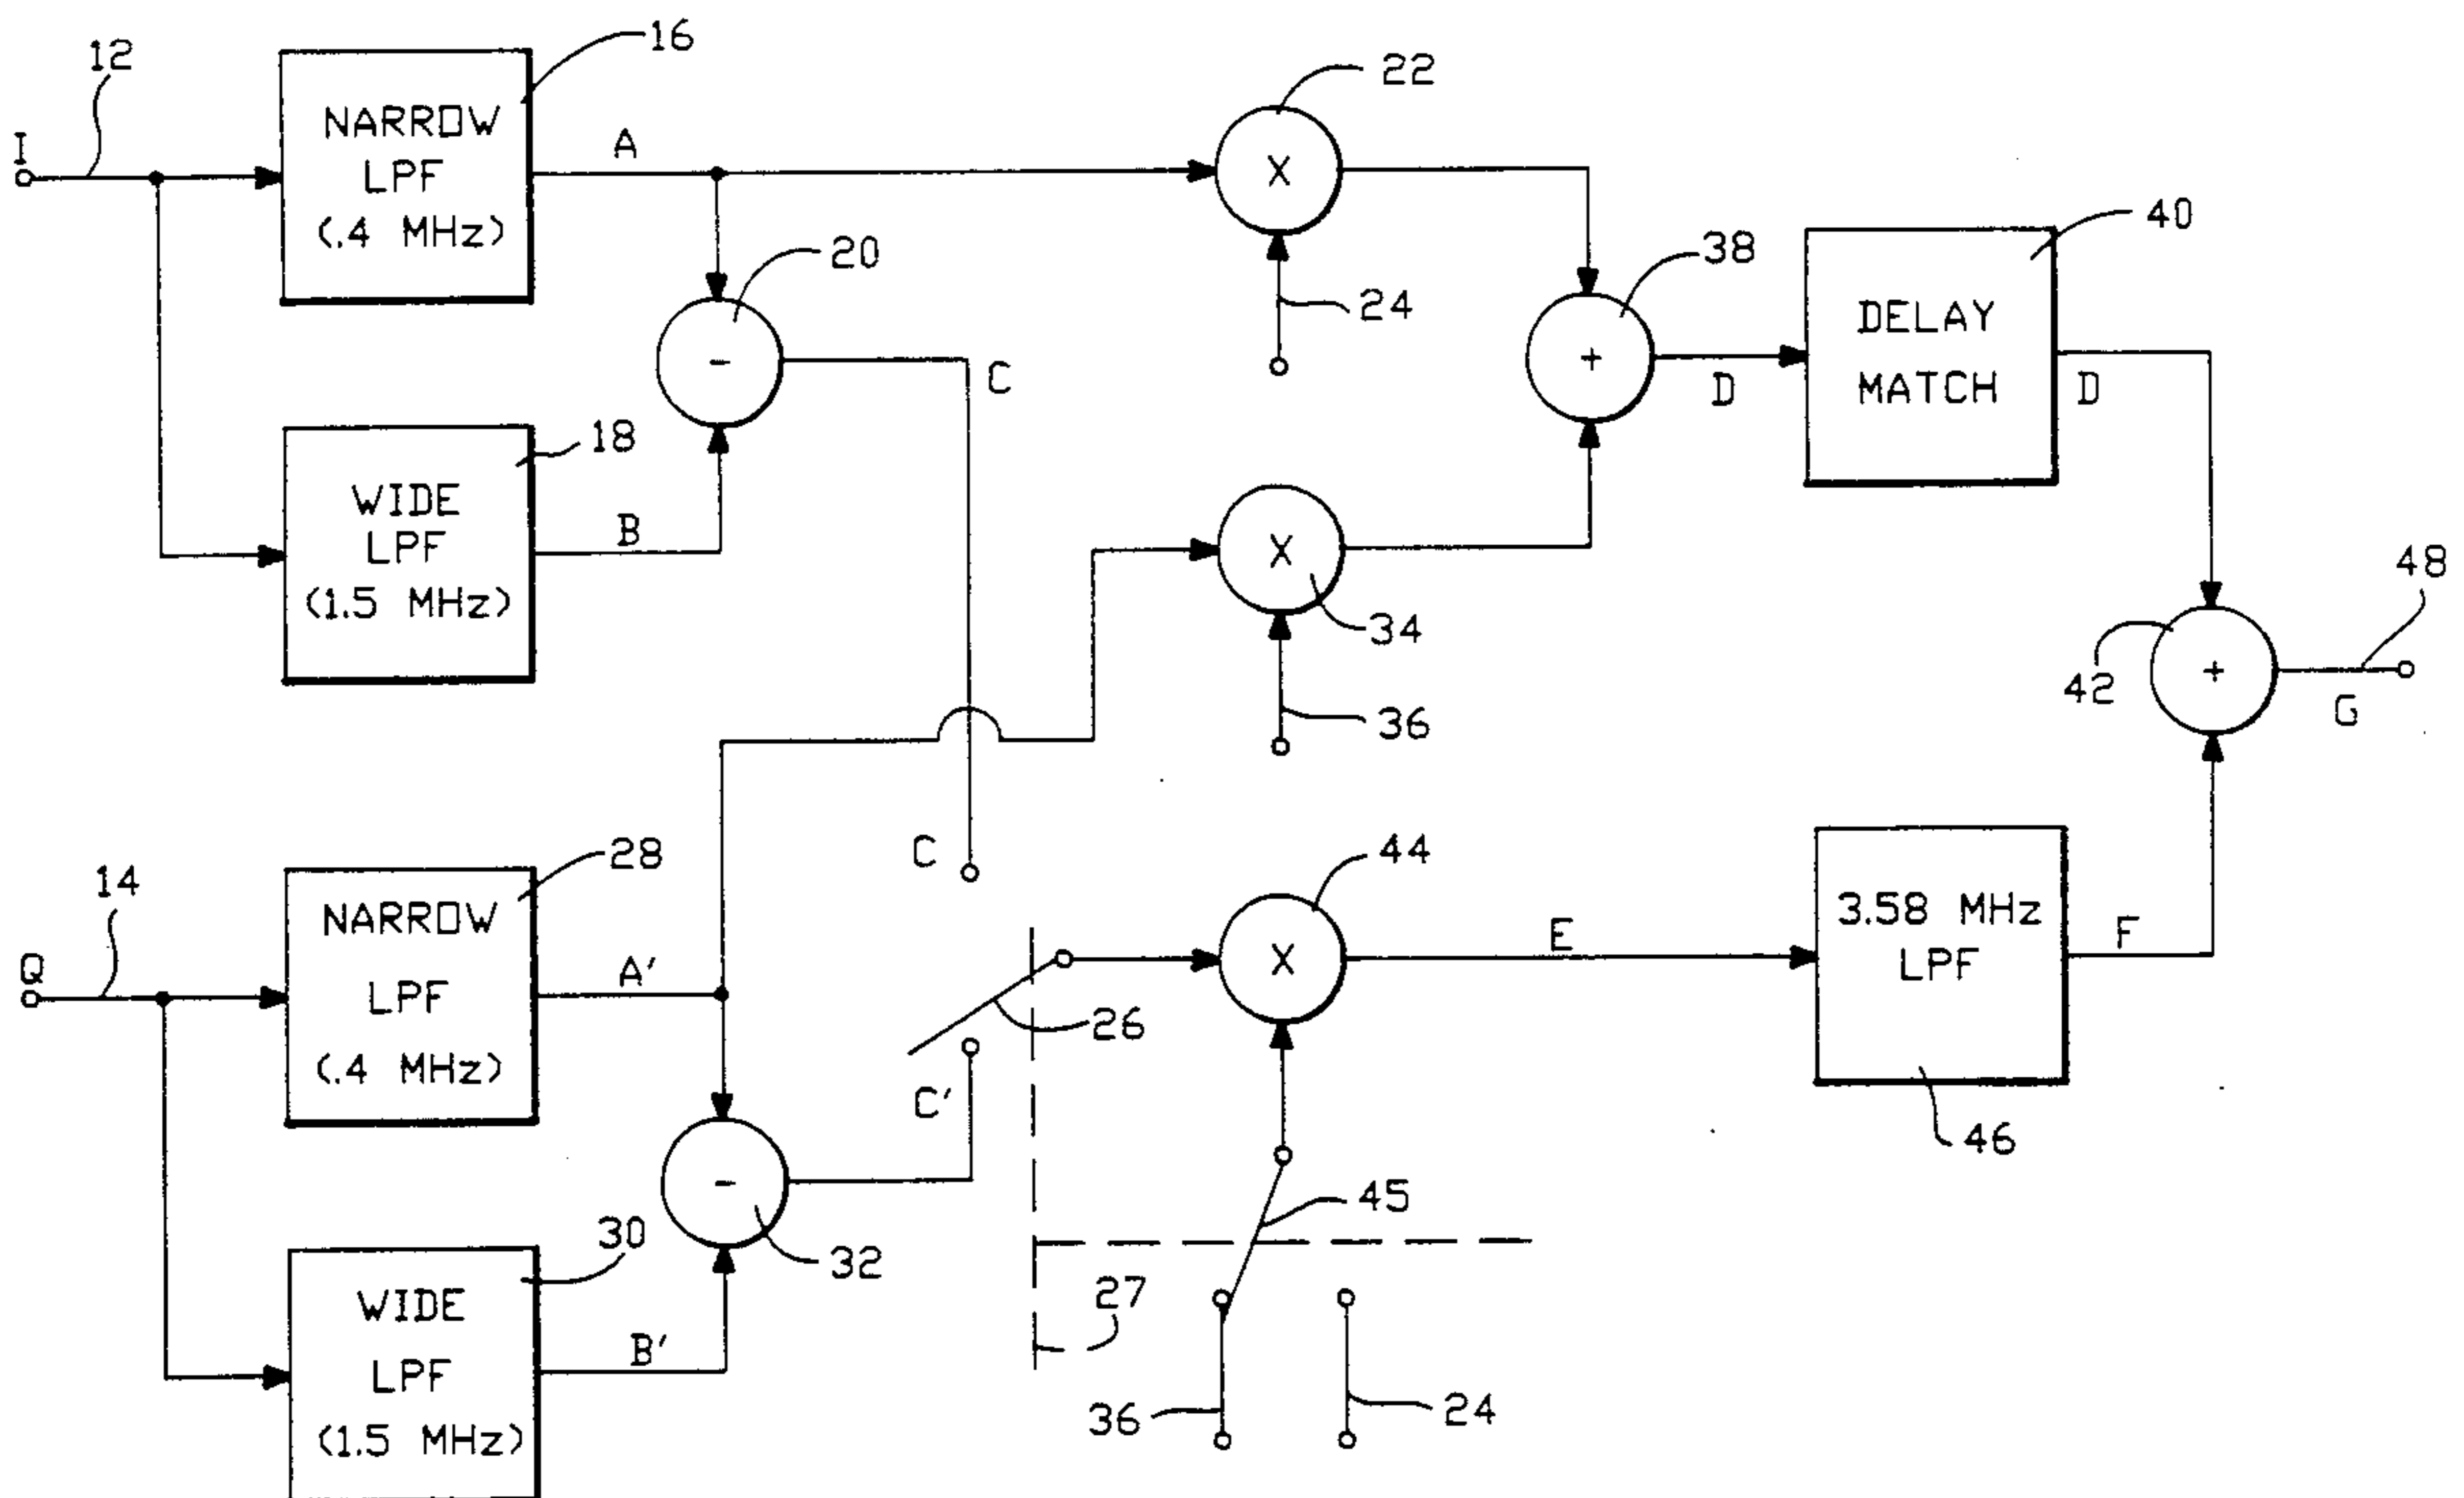 12
16
22
I
NARROW
LPF
(.4 MHz)
A
X
40
20
38
24
DELAY
MATCH
-
+
C
D
D
18
WIDE
LPF
(1.5 MHz)
B
X
48
34
42
+
G
36
C
44
28
14
NARROW
LPF
(.4 MHz)
Q
A'
X
E
3.58 MHz
LPF
F
26
C'
46
-
45
30
32
27
WIDE
LPF
(1.5 MHz)
B'
36
24